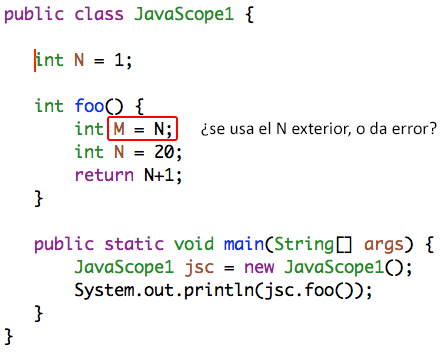 public class JavaScope1 {
int N = 1;
int foo() {
int M = N; ¿se usa el N exterior, o da error?
int N = 20;
return N+1;
}
public static void main(String[] args) {
JavaScope1 jsc = new JavaScope1();
System.out.println(jsc.foo());
}
}